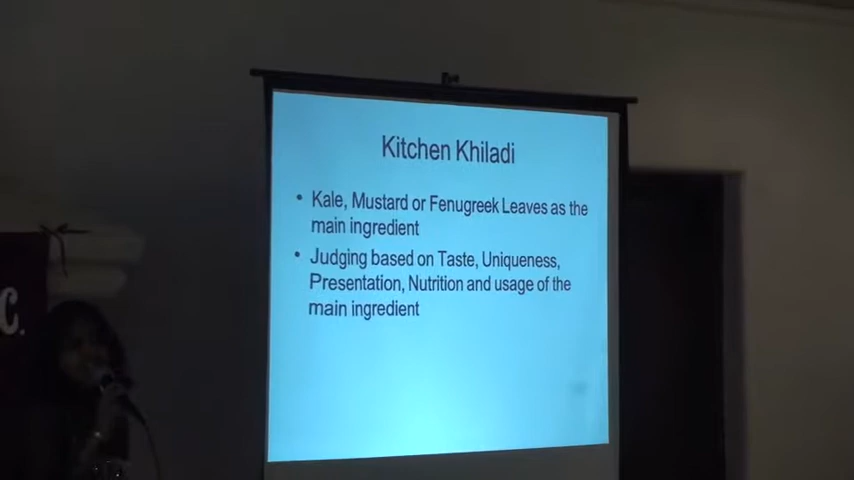 Kitchen Khiladi
• Kale, Mustard or Fenugreek Leaves as the
main ingredient
• Judging based on Taste, Uniqueness,
Presentation, Nutrition and usage of the
main ingredient
C.